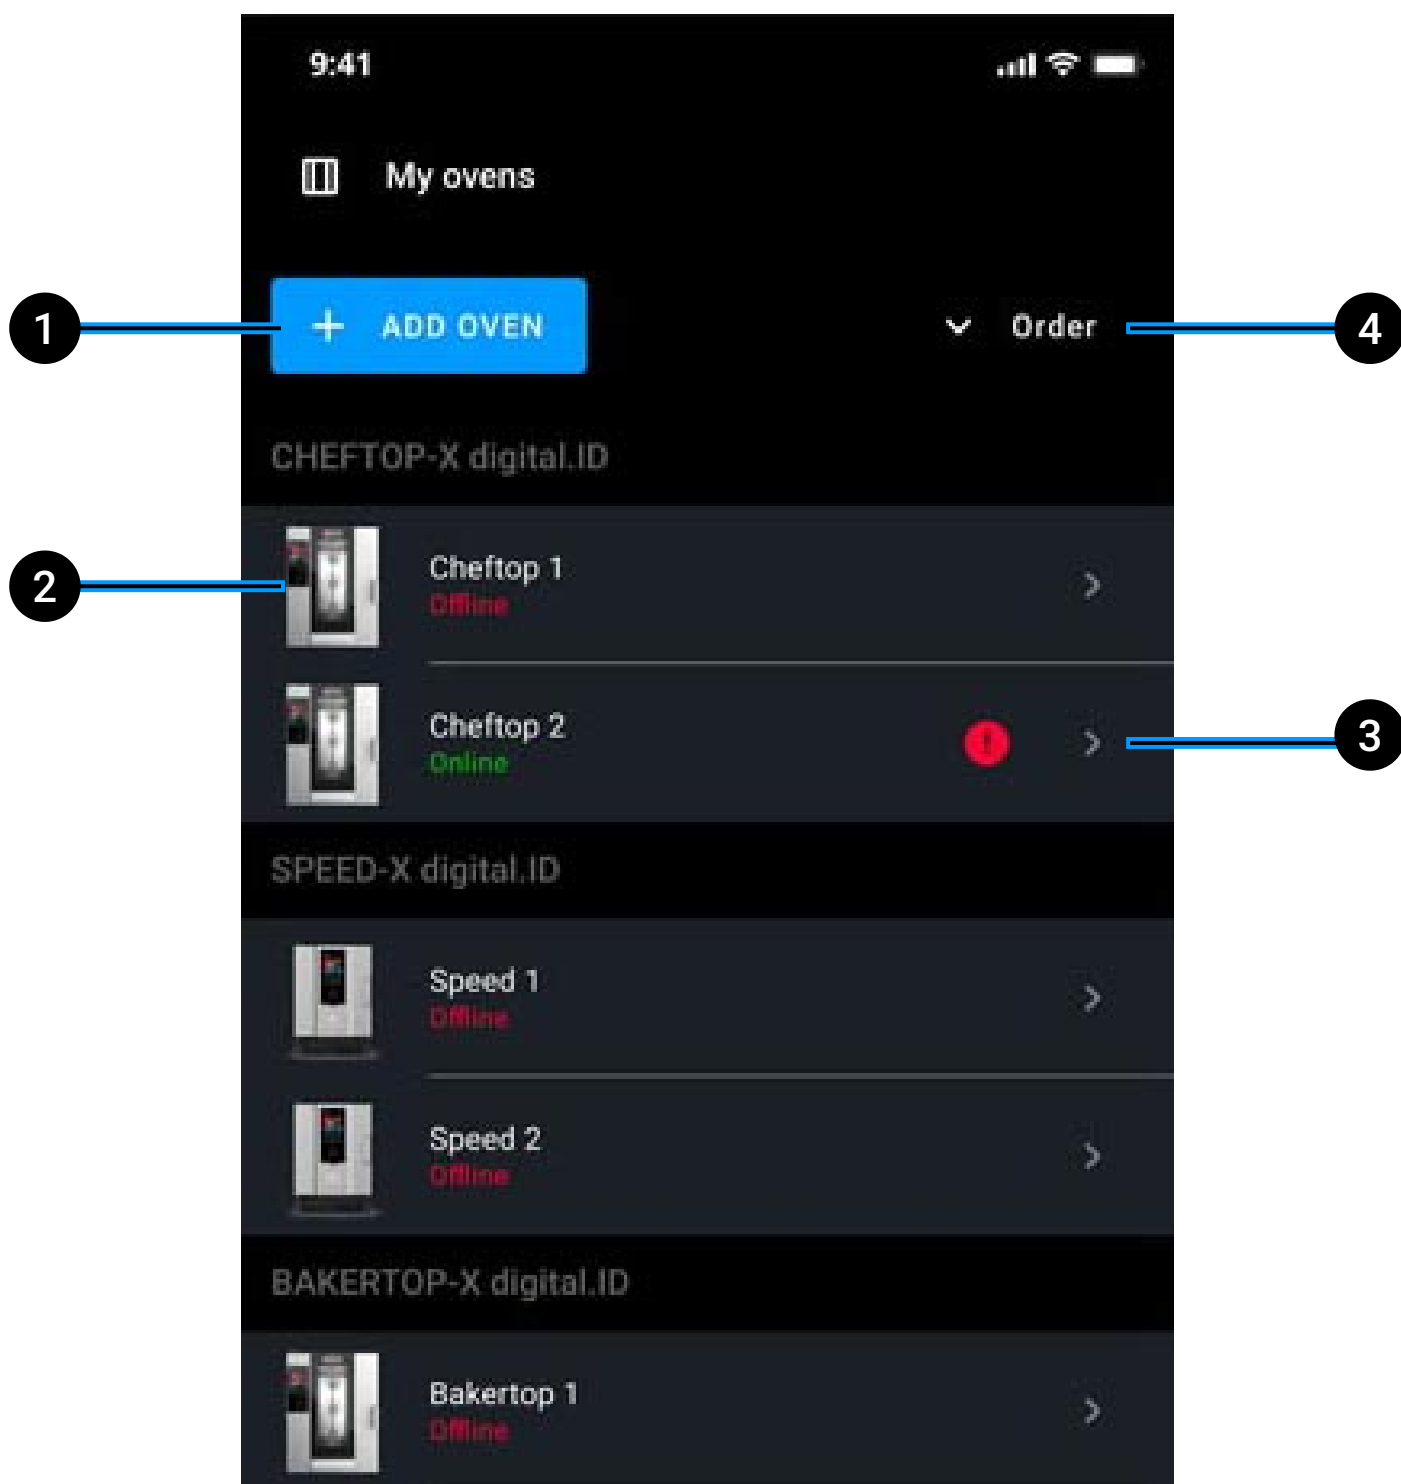 9:41
My ovens
1
+ ADD OVEN
Order
4
CHEFTOP-X digital.ID
2
Cheftop 1
Offline
Cheftop 2
Online
!
3
SPEED-X digital.ID
Speed 1
Offline
Speed 2
Offline
BAKERTOP-X digital.ID
Bakertop 1
Offline